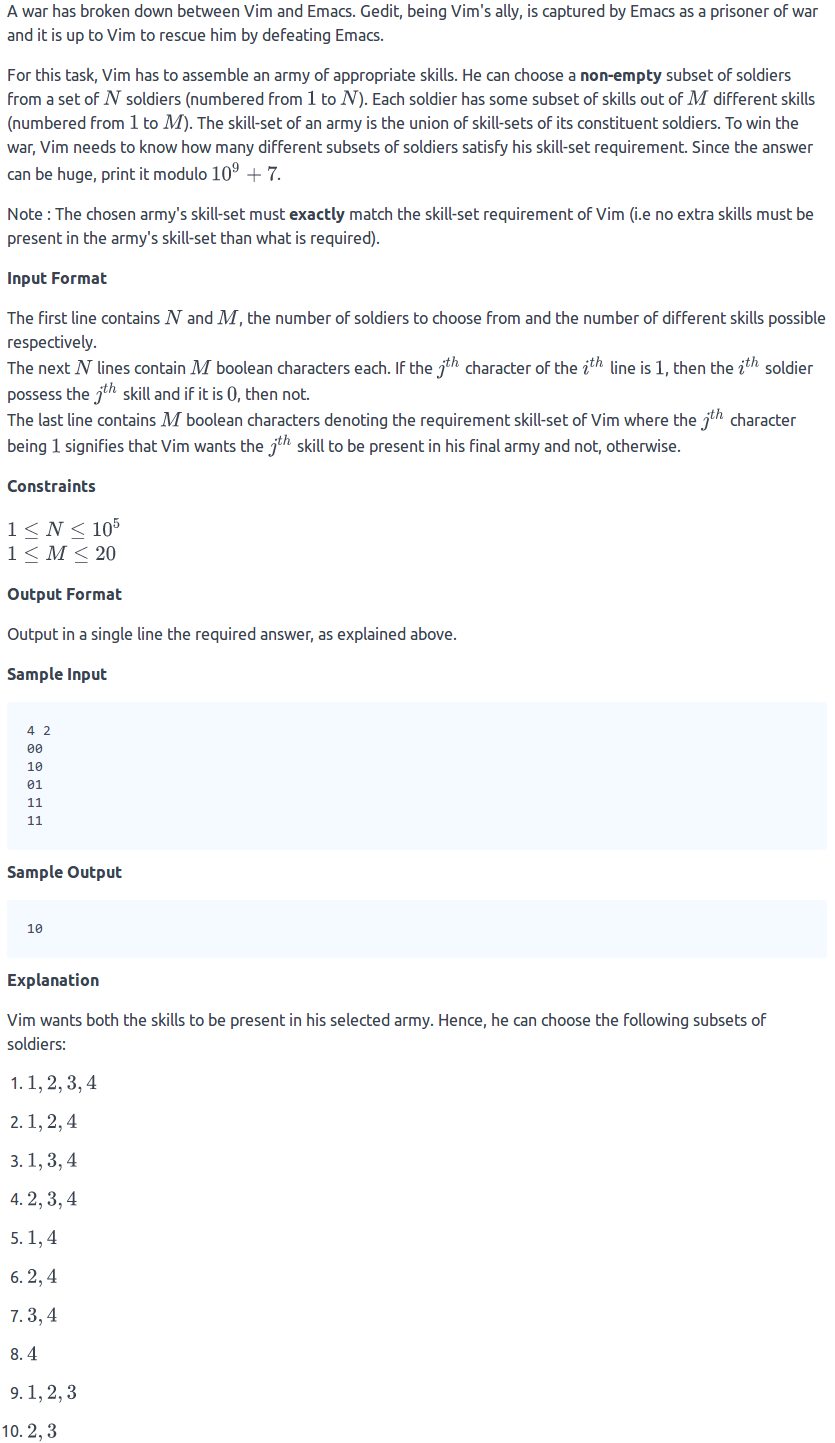 A war has broken down between Vim and Emacs. Gedit, being Vim's ally, is captured by Emacs as a prisoner of war
and it is up to Vim to rescue him by defeating Emacs.
For this task, Vim has to assemble an army of appropriate skills. He can choose a non-empty subset of soldiers
from a set of N soldiers (numbered from 1 to N). Each soldier has some subset of skills out of M different skills
(numbered from 1 to M). The skill-set of an army is the union of skill-sets of its constituent soldiers. To win the
war, Vim needs to know how many different subsets of soldiers satisfy his skill-set requirement. Since the answer
can be huge, print it modulo 10^9 + 7.
Note : The chosen army's skill-set must exactly match the skill-set requirement of Vim (i.e no extra skills must be
present in the army's skill-set than what is required).
Input Format
The first line contains N and M, the number of soldiers to choose from and the number of different skills possible
respectively.
The next N lines contain M boolean characters each. If the j^th character of the i^th line is 1, then the i^th soldier
possess the j^th skill and if it is 0, then not.
The last line contains M boolean characters denoting the requirement skill-set of Vim where the j^th character
being 1 signifies that Vim wants the j^th skill to be present in his final army and not, otherwise.
Constraints
1 ≤ N ≤ 10^5
1 ≤ M ≤ 20
Output Format
Output in a single line the required answer, as explained above.
Sample Input
4 2
00
10
01
11
11
Sample Output
10
Explanation
Vim wants both the skills to be present in his selected army. Hence, he can choose the following subsets of
soldiers:
1. 1, 2, 3, 4
2. 1, 2, 4
3. 1, 3, 4
4. 2, 3, 4
5. 1, 4
6. 2, 4
7. 3, 4
8. 4
9. 1, 2, 3
10. 2, 3